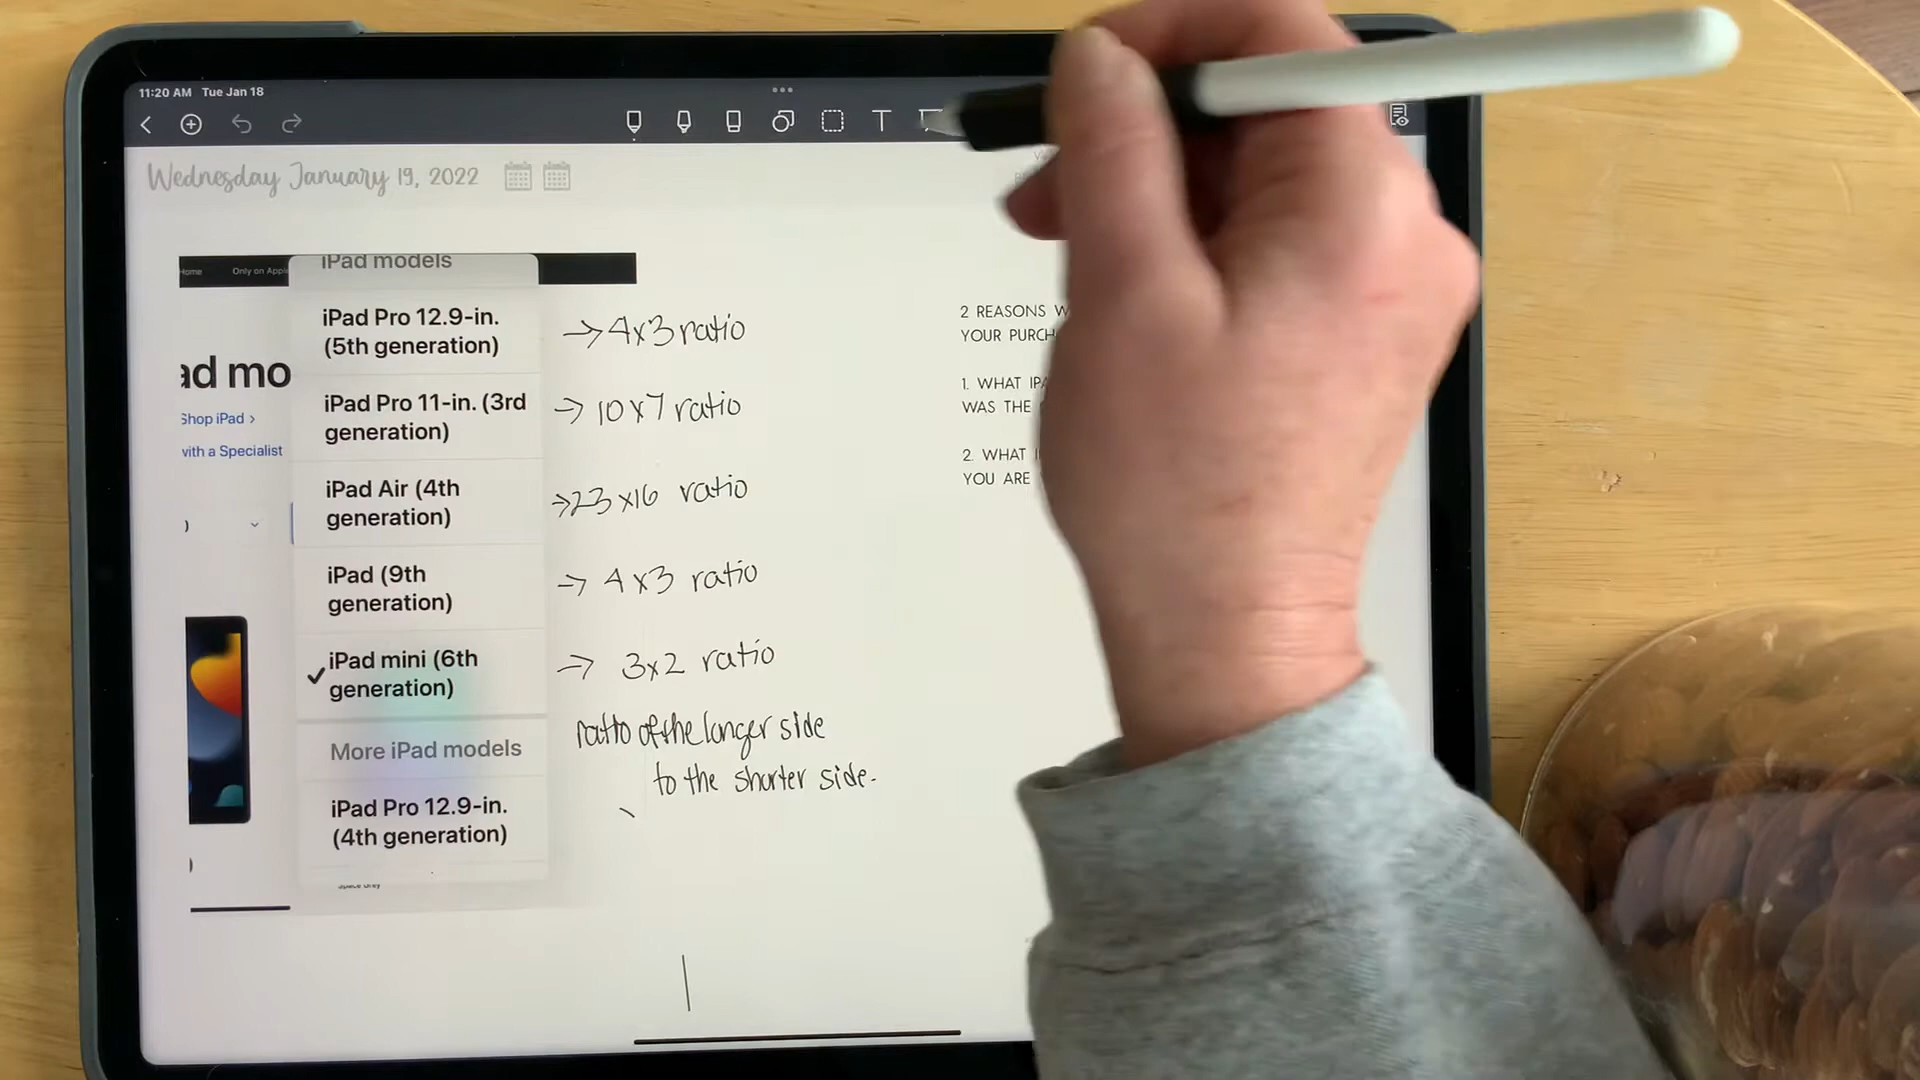 11:20 AM Tue Jan 18
Wednesday January 19, 2022
Home Only on Apple
iPad models
iPad Pro 12.9-in.
(5th generation)
→ 4x3 ratio
ad mo
iPad Pro 11-in. (3rd
generation)
→ 10x7 ratio
Shop iPad >
with a Specialist
iPad Air (4th
generation)
→ 23x16 ratio
iPad (9th
generation)
→ 4x3 ratio
iPad mini (6th
generation)
→ 3x2 ratio
More iPad models
iPad Pro 12.9-in.
(4th generation)
Space Grey
ratio of the longer side
to the shorter side.
2 REASONS
YOUR PURCH
1. WHAT IPA
WAS THE
2. WHAT
YOU ARE